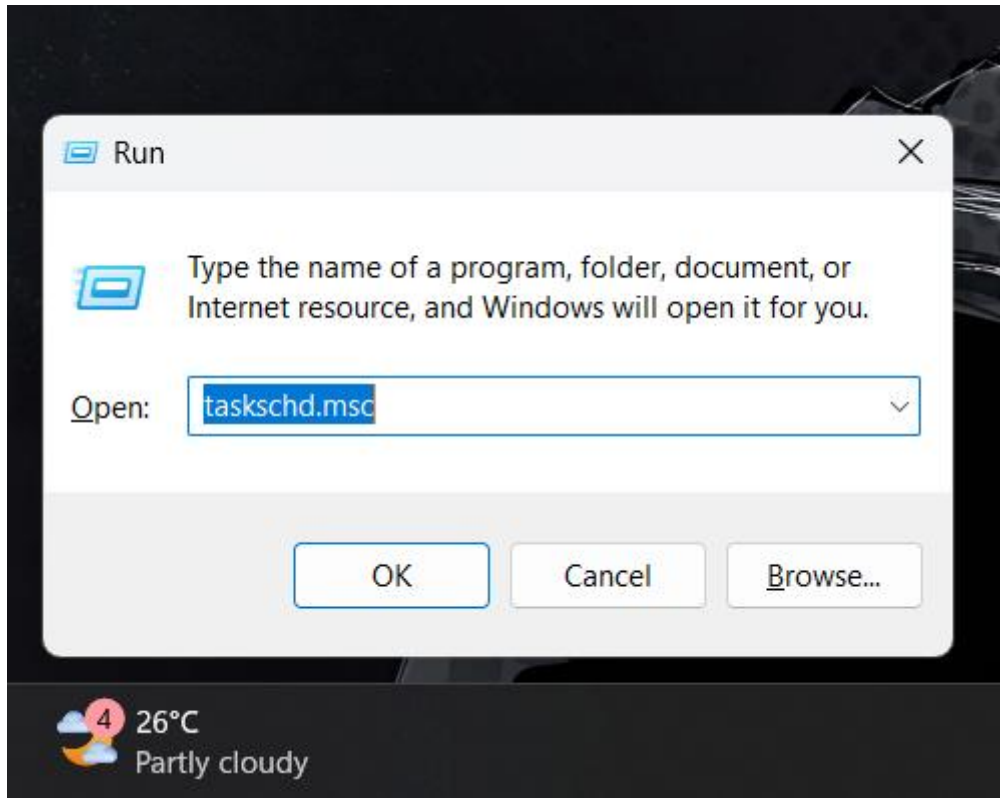 Run
Type the name of a program, folder, document, or
Internet resource, and Windows will open it for you.
Open: taskschd.msc
OK Cancel Browse...
4 26°C
Partly cloudy